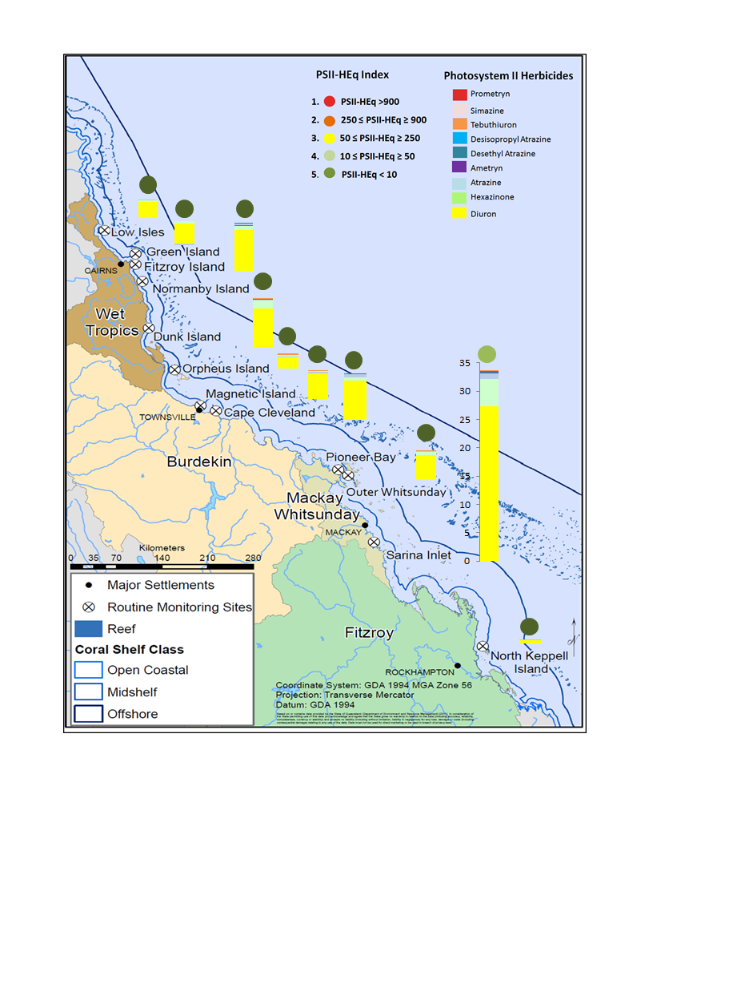 PSII-HEq Index
1. PSII-HEq >900
2. 250 ≤ PSII-HEq ≥ 900
3. 50 ≤ PSII-HEq ≥ 250
4. 10 ≤ PSII-HEq ≥ 50
5. PSII-HEq < 10
Photosystem II Herbicides
Prometryn
Simazine
Tebuthiuron
Desisopropyl Atrazine
Desethyl Atrazine
Ametryn
Atrazine
Hexazinone
Diuron
Low Isles
Green Island
CAIRNS
Fitzroy Island
Normanby Island
Wet
Tropics
Dunk Island
Orpheus Island
Magnetic Island
TOWNSVILLE
Cape Cleveland
Burdekin
Pioneer Bay
Outer Whitsunday
Mackay
Whitsunday
MACKAY
Sarina Inlet
35
30
25
20
15
10
5
0
Kilometers
0 35 70 140 210 280
Major Settlements
Routine Monitoring Sites
Reef
Coral Shelf Class
Open Coastal
Midshelf
Offshore
Fitzroy
ROCKHAMPTON
North Keppell
Island
N
Coordinate System: GDA 1994 MGA Zone 56
Projection: Transverse Mercator
Datum: GDA 1994